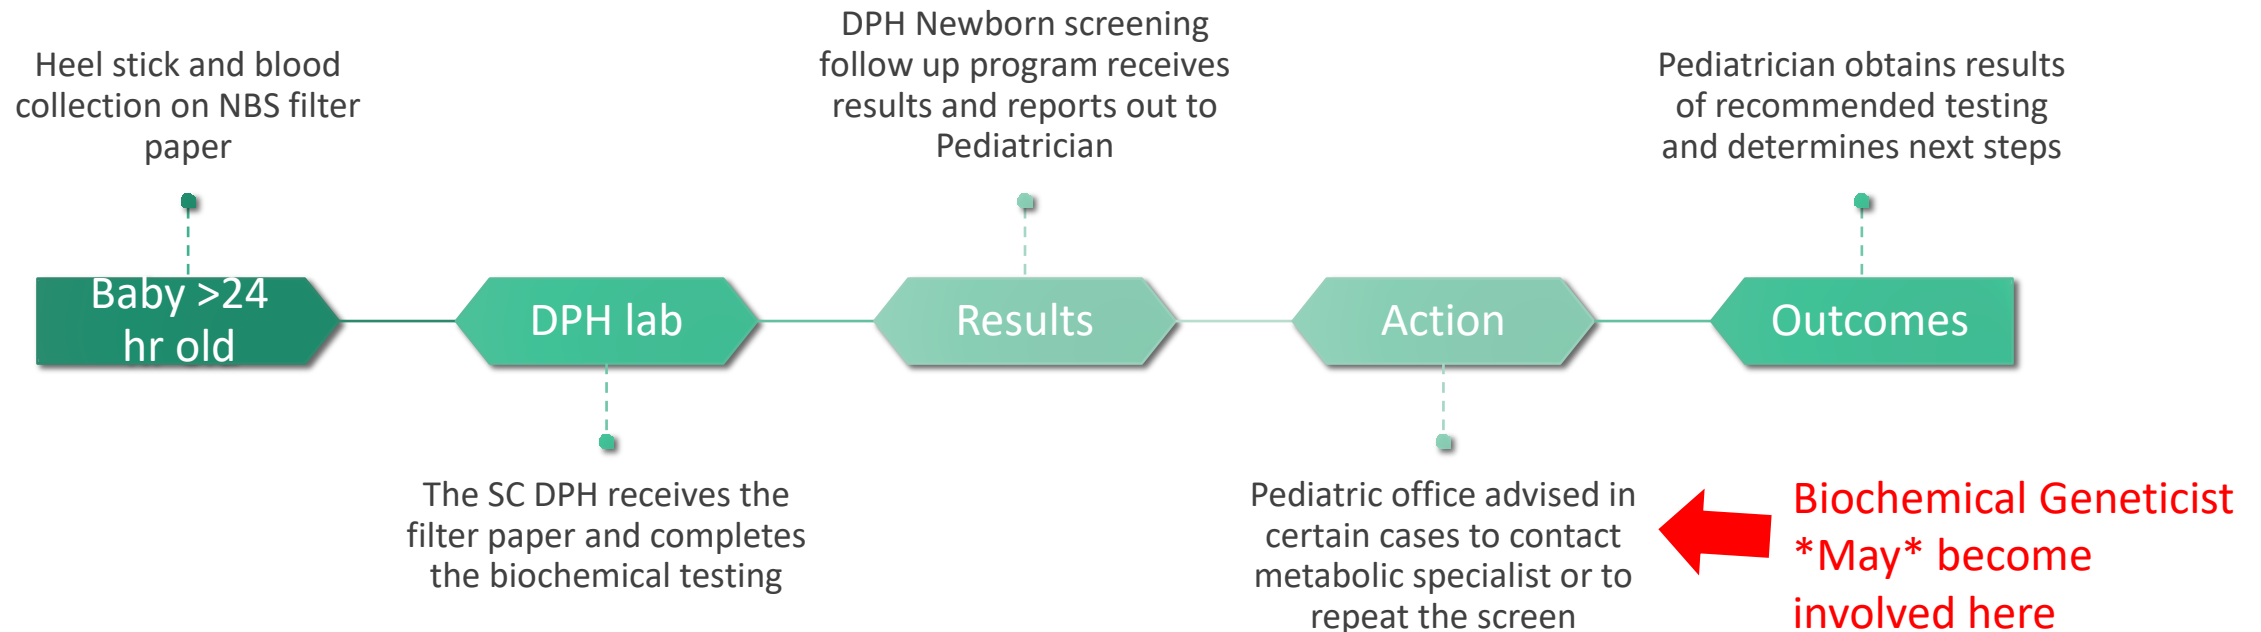 Heel stick and blood
collection on NBS filter
paper
DPH Newborn screening
follow up program receives
results and reports out to
Pediatrician
Pediatrician obtains results
of recommended testing
and determines next steps
Baby >24
hr old
DPH lab
Results
Action
Outcomes
The SC DPH receives the
filter paper and completes
the biochemical testing
Pediatric office advised in
certain cases to contact
metabolic specialist or to
repeat the screen
Biochemical Geneticist
*May* become
involved here